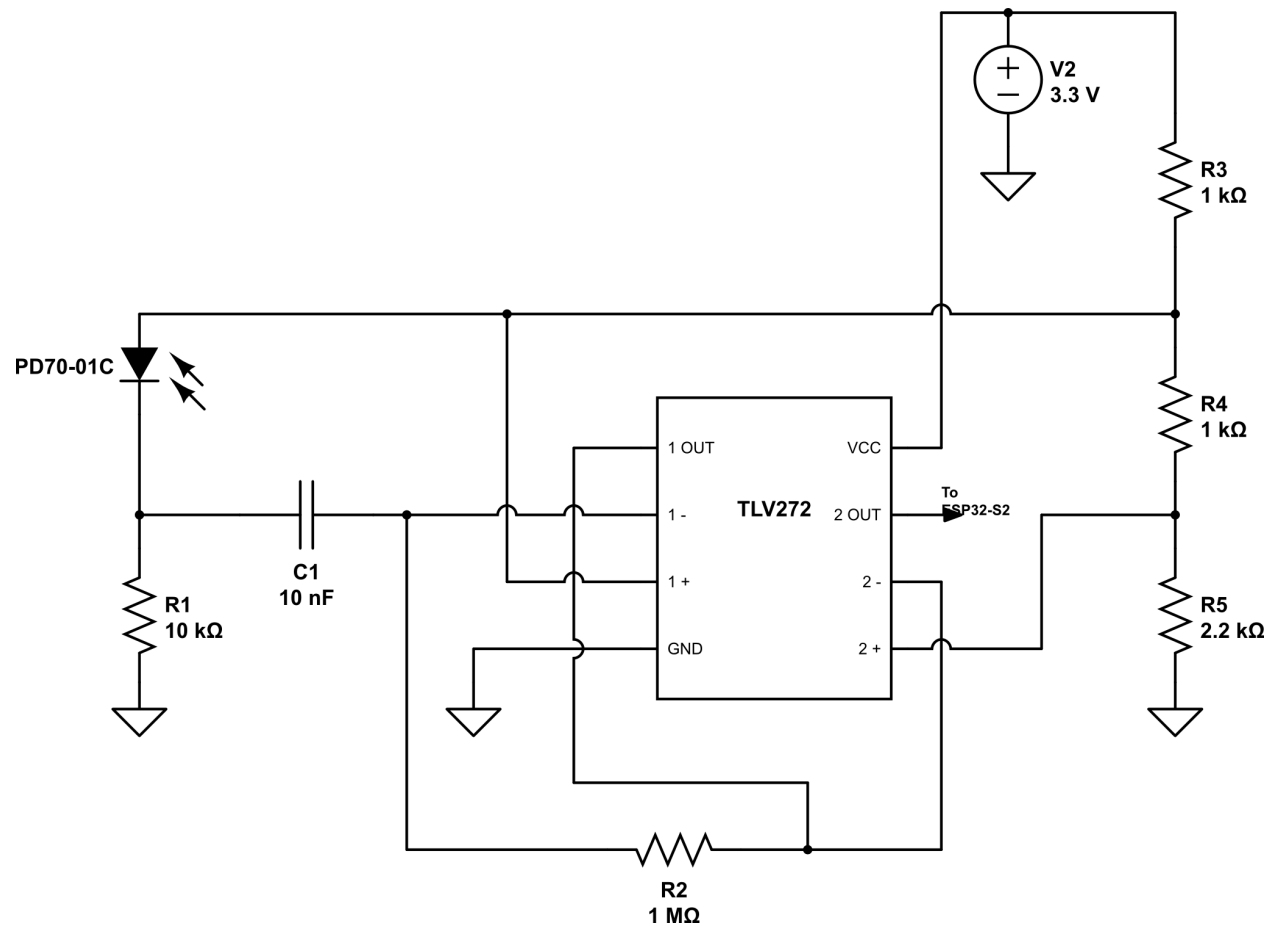 V2
3.3 V
R3
1 kΩ
PD70-01C
R4
1 kΩ
1 OUT
VCC
TLV272
To
ESP32-S2
1 -
2 OUT
C1
10 nF
1 +
2 -
R1
10 kΩ
R5
2.2 kΩ
GND
2 +
R2
1 MΩ